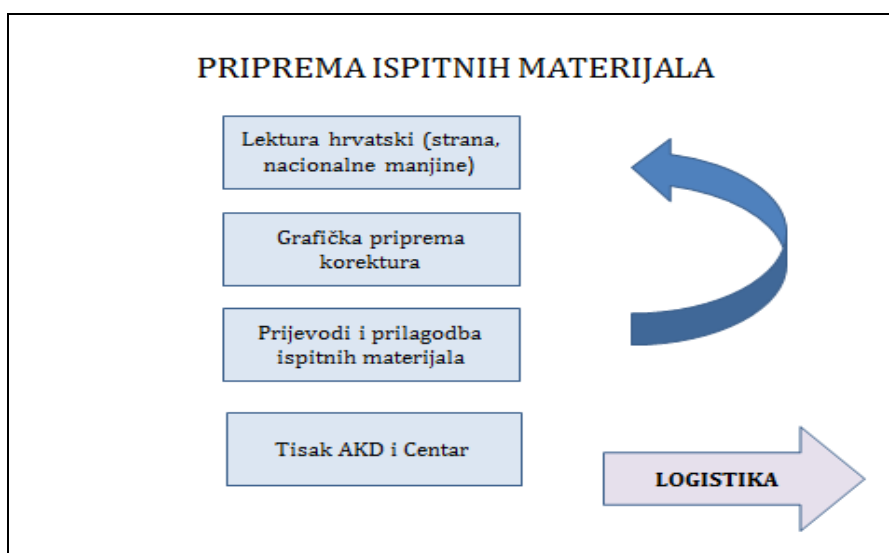 PRIPREMA ISPITNIH MATERIJALA
Lektura hrvatski (strana,
nacionalne manjine)
Grafička priprema
korektura
Prijevodi i prilagodba
ispitnih materijala
Tisak AKD i Centar
LOGISTIKA